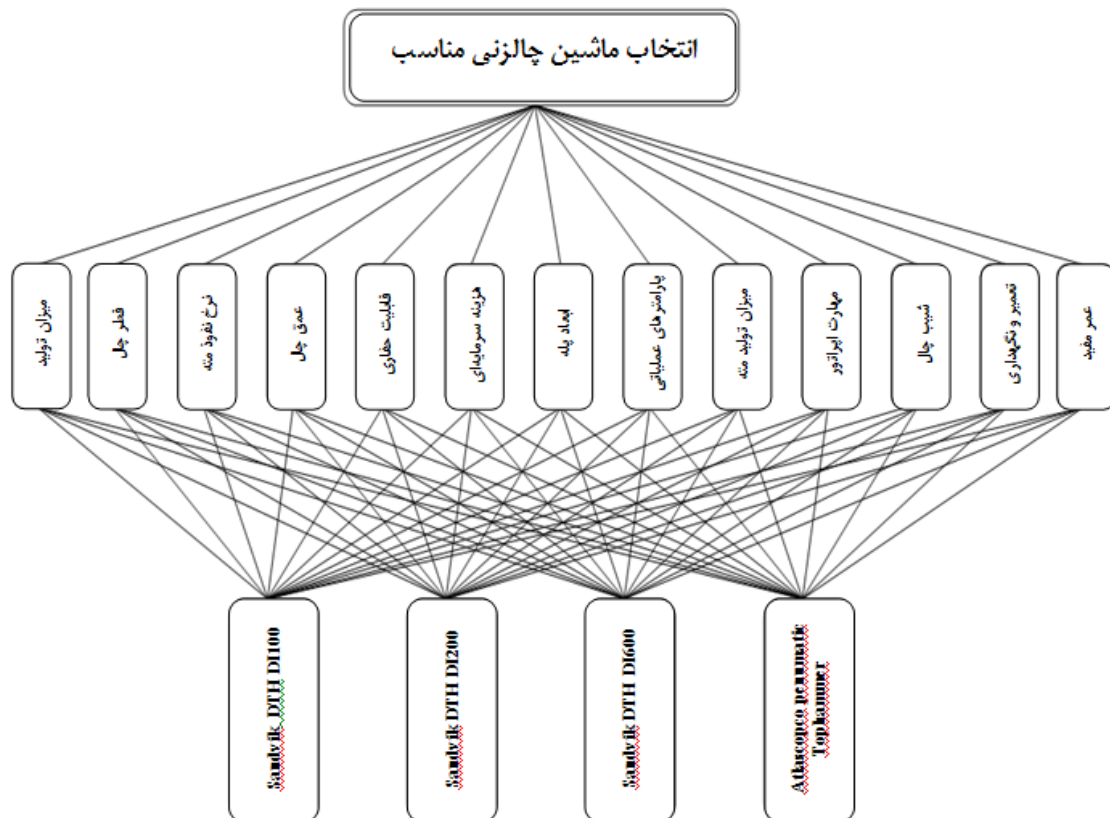 انتخاب ماشین چالزنی مناسب
عمر مفید
تعمیر و نگهداری
شیب چال
مهارت اپراتور
میزان تولید مته
پارامترهای عملیاتی
ابعاد پله
هزینه سرمایه‌ای
قابلیت حفاری
عمق چال
نرخ نفوذ مته
قطر چال
میزان تولید
Sandvik DTH DI100
Sandvik DTH DI200
Sandvik DTH DI600
Atlascopco penumatic
Tophammer